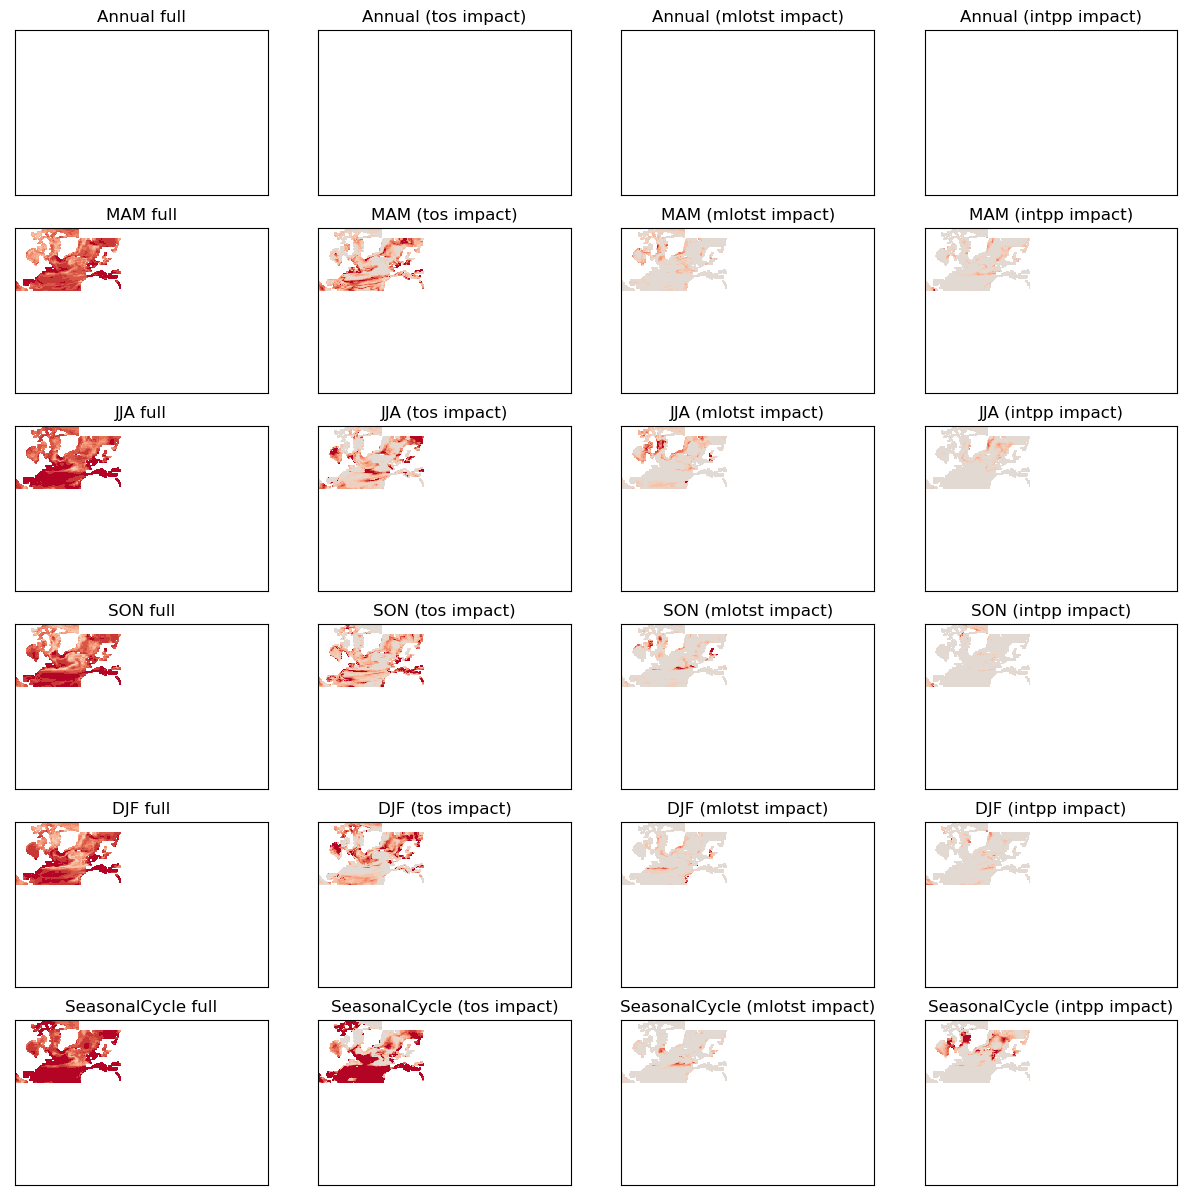 Annual full
Annual (tos impact)
Annual (mlotst impact)
Annual (intpp impact)
MAM full
MAM (tos impact)
MAM (mlotst impact)
MAM (intpp impact)
JJA full
JJA (tos impact)
JJA (mlotst impact)
JJA (intpp impact)
SON full
SON (tos impact)
SON (mlotst impact)
SON (intpp impact)
DJF full
DJF (tos impact)
DJF (mlotst impact)
DJF (intpp impact)
SeasonalCycle full
SeasonalCycle (tos impact)
SeasonalCycle (mlotst impact)
SeasonalCycle (intpp impact)